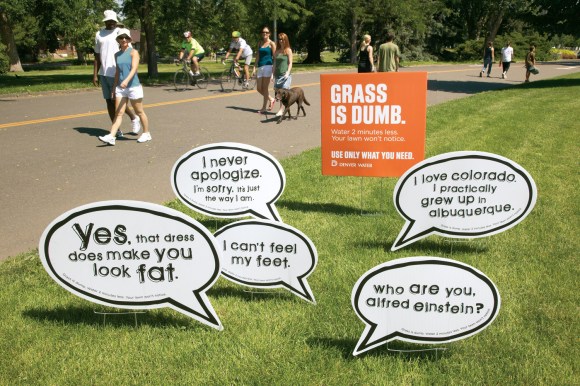 GRASS
IS DUMB.
Water 2 minutes less.
Your lawn won't notice.
USE ONLY WHAT YOU NEED.
DENVER WATER
I never
apologize.
I'm sorry. It's just
the way I am.
I love colorado.
I practically
grew up in
albuquerque.
Yes, that dress
does make you
look fat.
I can't feel
my feet.
who are you,
alfred einstein?